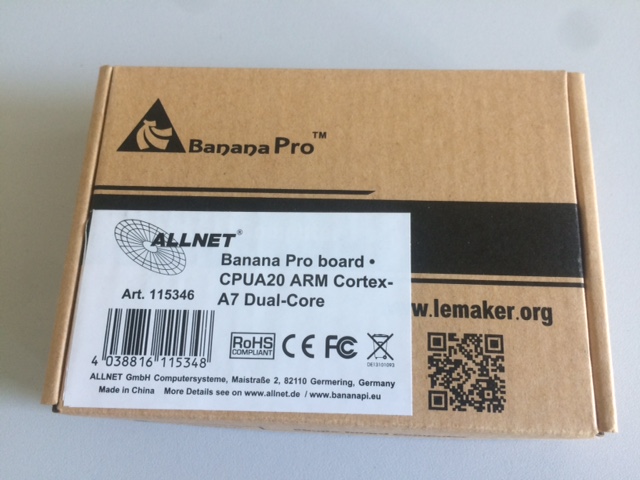 Banana Pro™
ALLNET®
Banana Pro board •
CPUA20 ARM Cortex-
A7 Dual-Core
Art. 115346
w.lemaker.org
4 038816 115348
RoHS
COMPLIANT
CE FC
ALLNET GmbH Computersysteme, Maistraße 2, 82110 Germering, Germany
Made in China More Details see on www.allnet.de / www.bananapi.eu